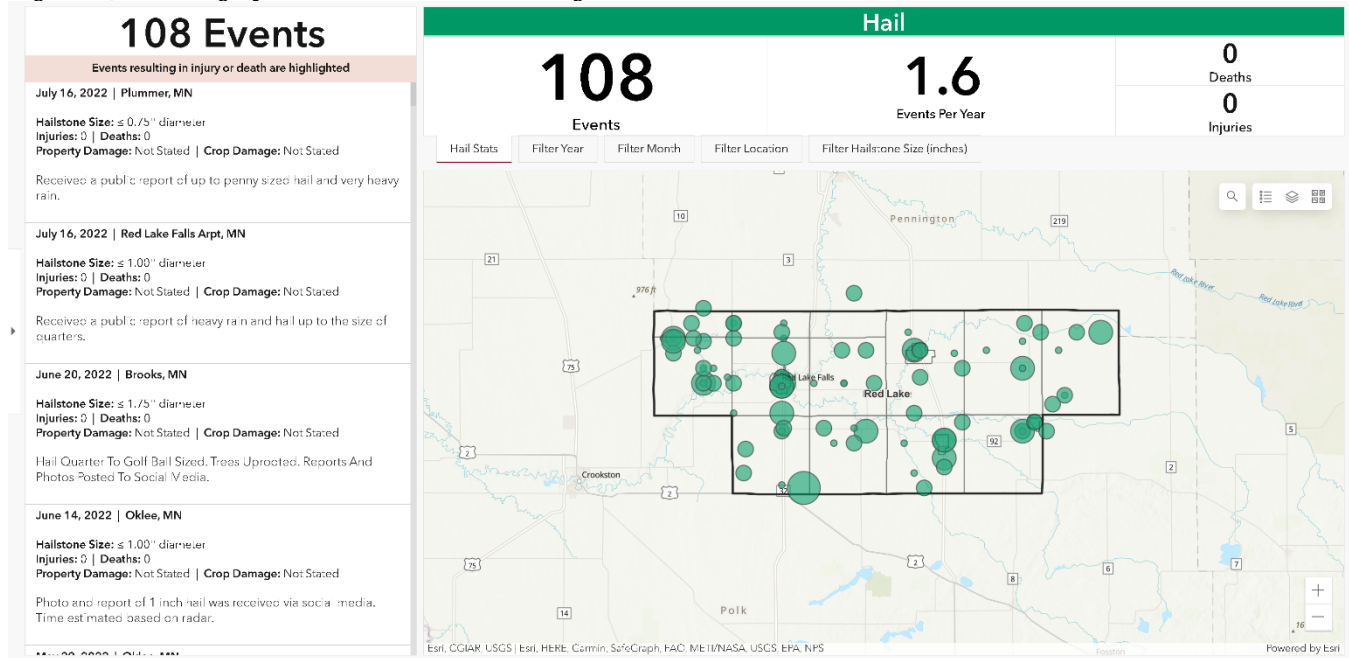 108 Events
Events resulting in injury or death are highlighted
July 16, 2022 | Plummer, MN
Hailstone Size: ≤ 0.75" diameter
Injuries: 0 | Deaths: 0
Property Damage: Not Stated | Crop Damage: Not Stated
Received a public report of up to penny sized hail and very heavy
rain.
July 16, 2022 | Red Lake Falls Arpt, MN
Hailstone Size: ≤ 1.00" diameter
Injuries: 0 | Deaths: 0
Property Damage: Not Stated | Crop Damage: Not Stated
Received a public report of heavy rain and hail up to the size of
quarters.
June 20, 2022 | Brooks, MN
Hailstone Size: ≤ 1.75" diameter
Injuries: 0 | Deaths: 0
Property Damage: Not Stated | Crop Damage: Not Stated
Hail Quarter To Golf Ball Sized. Trees Uprooted. Reports And
Photos Posted To Social Media.
June 14, 2022 | Oklee, MN
Hailstone Size: ≤ 1.00" diameter
Injuries: 0 | Deaths: 0
Property Damage: Not Stated | Crop Damage: Not Stated
Photo and report of 1 inch hail was received via social media.
Time estimated based on radar.
Hail
108
Events
1.6
Events Per Year
0
Deaths
0
Injuries
Hail Stats
Filter Year
Filter Month
Filter Location
Filter Hailstone Size (inches)
10
Pennington
219
21
3
Red Lake River
Red Lake River
976 ft
75
Red Lake Falls
Red Lake
92
5
2
Crookston
2
32
2
75
2
7
8
6
14
Polk
16
Fosston
Esri, CGIAR, USGS | Esri, HERE, Garmin, SafeGraph, FAO, METI/NASA, USGS, EPA, NPS
Powered by Esri